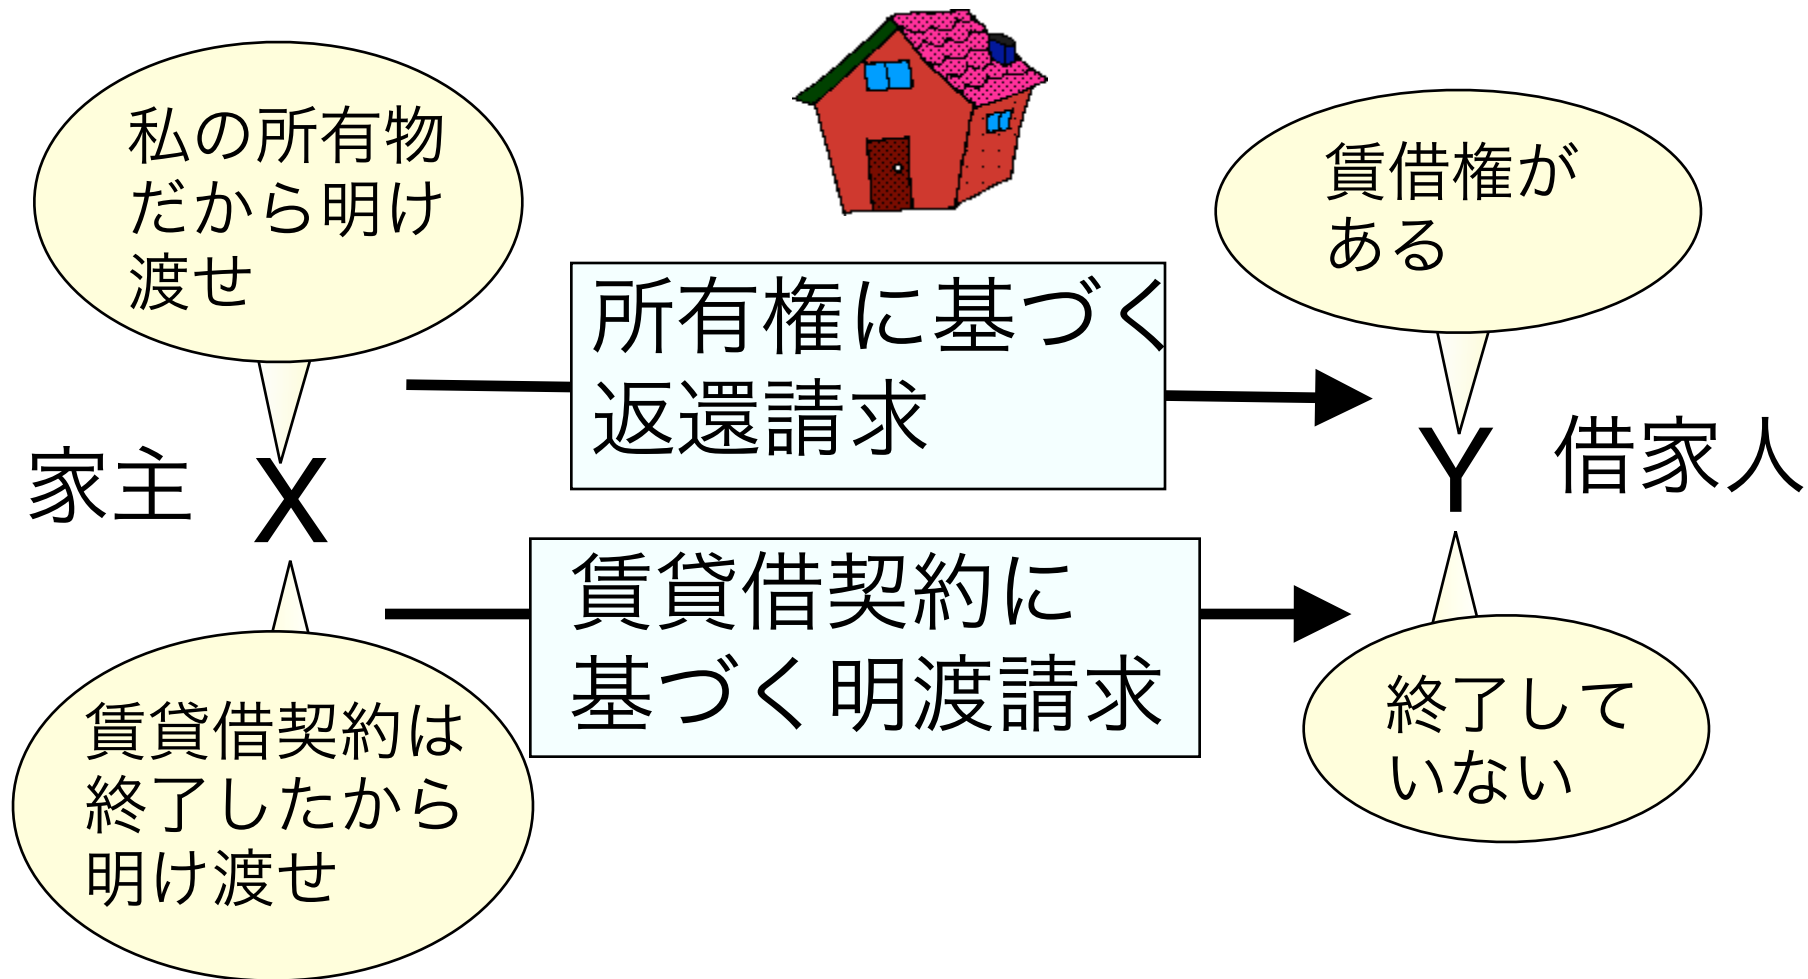 私の所有物
だから明け
渡せ
賃借権が
ある
所有権に基づく
返還請求
家主 X
Y 借家人
賃貸借契約に
基づく明渡請求
賃貸借契約は
終了したから
明け渡せ
終了して
いない